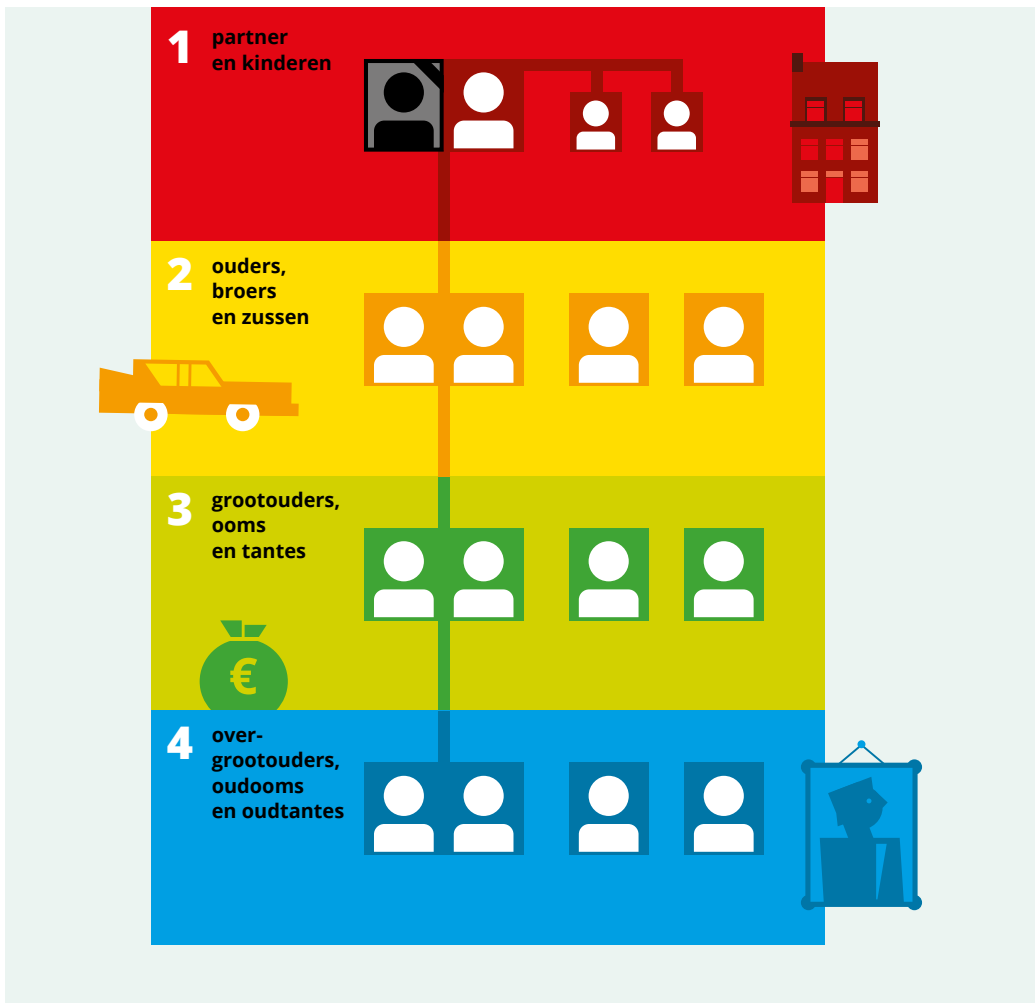 1
partner
en kinderen
2
ouders,
broers
en zussen
3
grootouders,
ooms
en tantes
€
4
over-
grootouders,
oudooms
en oudtantes